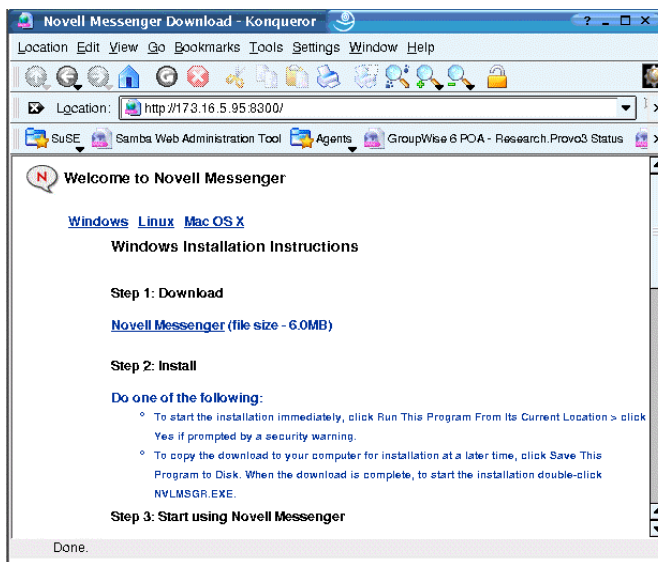 Novell Messenger Download - Konqueror
Location Edit View Go Bookmarks Tools Settings Window Help
Location: http://173.16.5.95:8300/
SuSE Samba Web Administration Tool Agents GroupWise 6 POA - Research.Provo3 Status
N Welcome to Novell Messenger
Windows Linux Mac OS X
Windows Installation Instructions
Step 1: Download
Novell Messenger (file size - 6.0MB)
Step 2: Install
Do one of the following:
° To start the installation immediately, click Run This Program From Its Current Location > click
Yes if prompted by a security warning.
° To copy the download to your computer for installation at a later time, click Save This
Program to Disk. When the download is complete, to start the installation double-click
NVLMSGR.EXE.
Step 3: Start using Novell Messenger
Done.